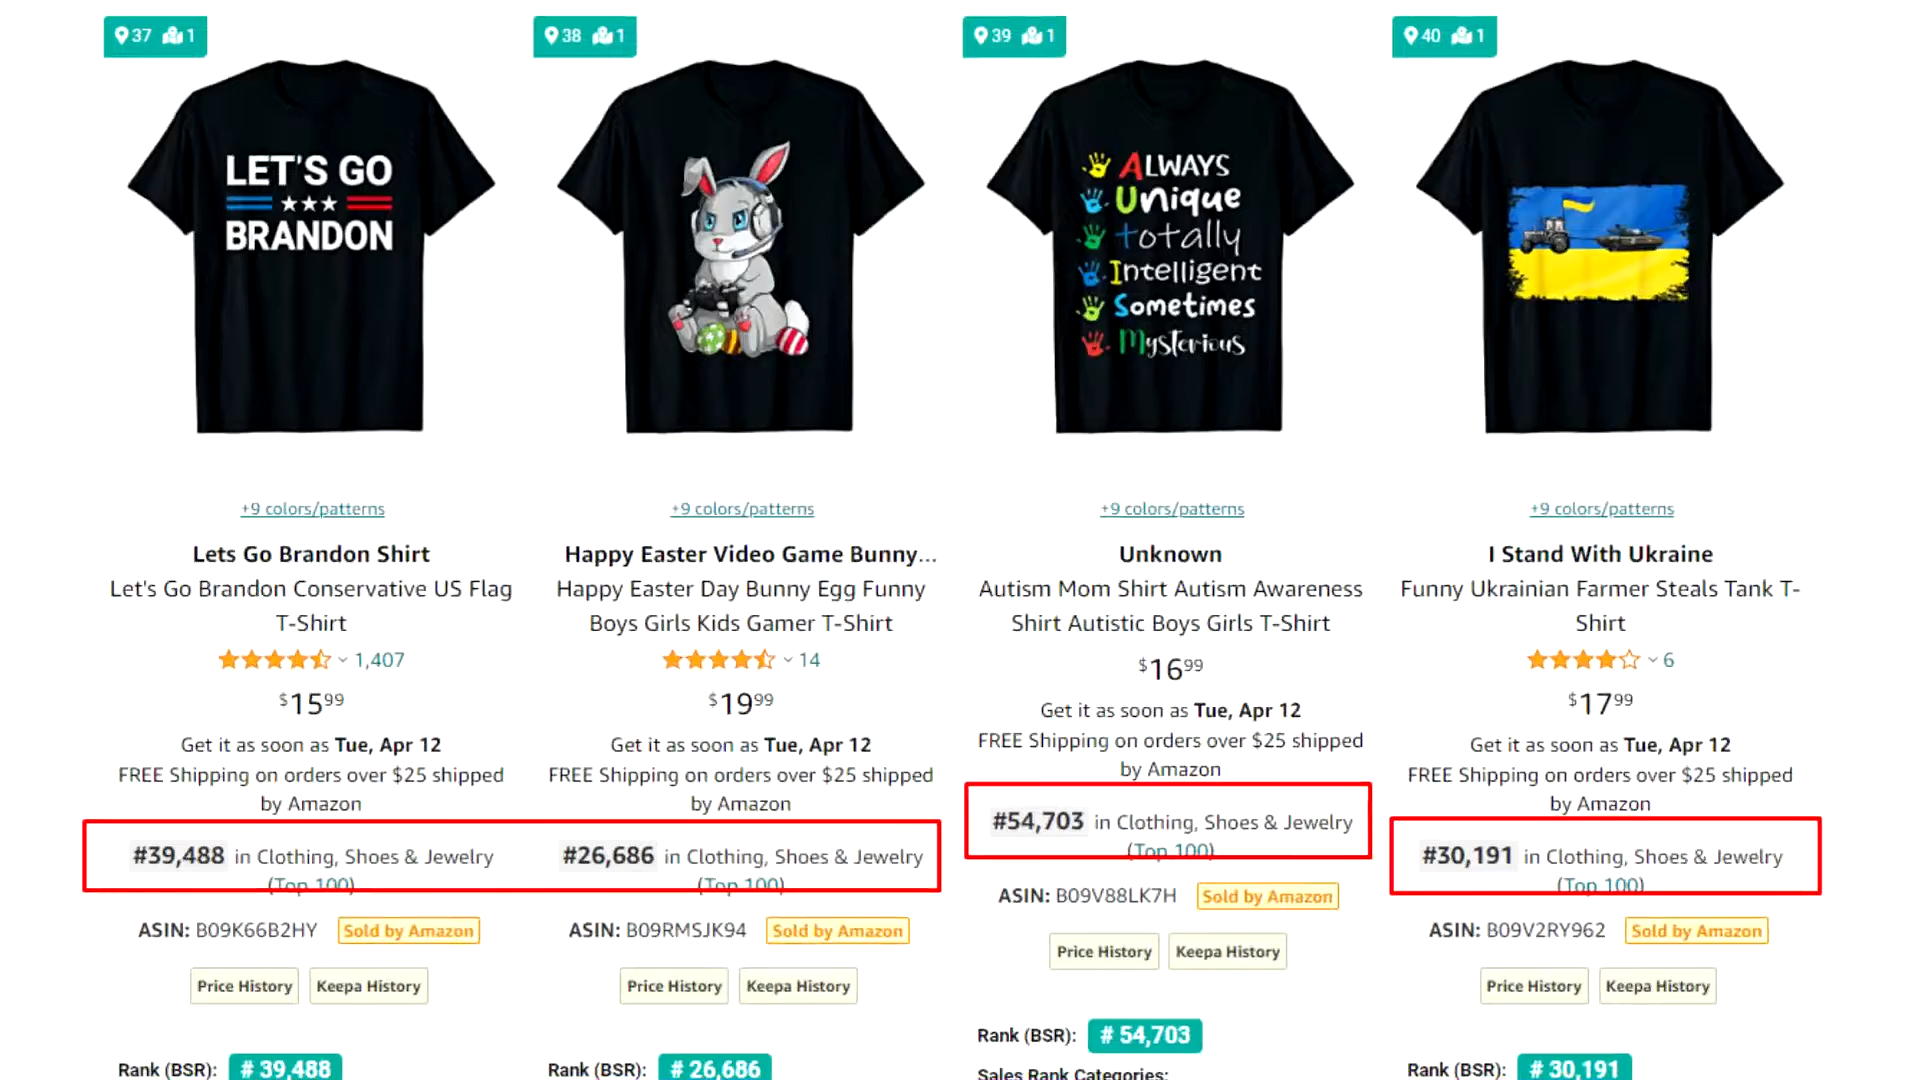 37 1
LET'S GO
BRANDON
+9 colors/patterns
Lets Go Brandon Shirt
Let's Go Brandon Conservative US Flag
T-Shirt
1,407
$15.99
Get it as soon as Tue, Apr 12
FREE Shipping on orders over $25 shipped
by Amazon
#39,488 in Clothing, Shoes & Jewelry
(Top 100)
ASIN: B09K66B2HY Sold by Amazon
Price History Keepa History
Rank (BSR): # 39,488
38 1
+9 colors/patterns
Happy Easter Video Game Bunny...
Happy Easter Day Bunny Egg Funny
Boys Girls Kids Gamer T-Shirt
14
$19.99
Get it as soon as Tue, Apr 12
FREE Shipping on orders over $25 shipped
by Amazon
#26,686 in Clothing, Shoes & Jewelry
(Top 100)
ASIN: B09RMSJK94 Sold by Amazon
Price History Keepa History
Rank (BSR): # 26,686
39 1
ALWAYS
Unique
totally
Intelligent
Sometimes
Mysterious
+9 colors/patterns
Unknown
Autism Mom Shirt Autism Awareness
Shirt Autistic Boys Girls T-Shirt
$16.99
Get it as soon as Tue, Apr 12
FREE Shipping on orders over $25 shipped
by Amazon
#54,703 in Clothing, Shoes & Jewelry
(Top 100)
ASIN: B09V88LK7H Sold by Amazon
Price History Keepa History
Rank (BSR): # 54,703
Sales Rank Categories:
40 1
+9 colors/patterns
I Stand With Ukraine
Funny Ukrainian Farmer Steals Tank T-
Shirt
6
$17.99
Get it as soon as Tue, Apr 12
FREE Shipping on orders over $25 shipped
by Amazon
#30,191 in Clothing, Shoes & Jewelry
(Top 100)
ASIN: B09V2RY962 Sold by Amazon
Price History Keepa History
Rank (BSR): # 30,191